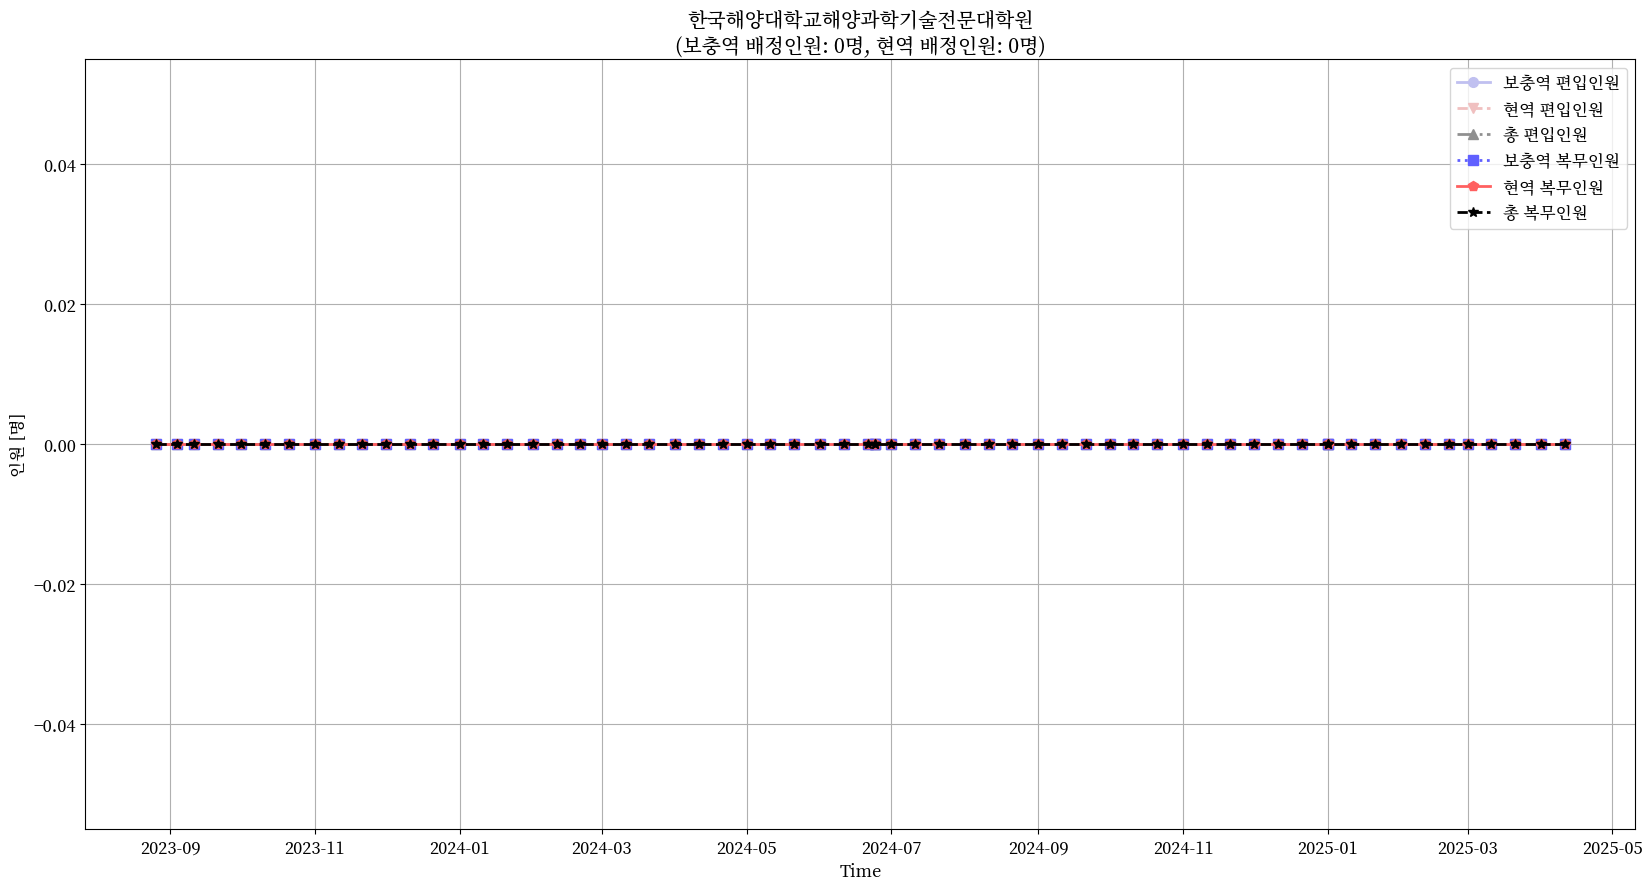 한국해양대학교해양과학기술전문대학원
(보충역 배정인원: 0명, 현역 배정인원: 0명)
보충역 편입인원
현역 편입인원
총 편입인원
보충역 복무인원
현역 복무인원
총 복무인원
0.04
0.02
0.00
−0.02
−0.04
인원 [명]
2023-09 2023-11 2024-01 2024-03 2024-05 2024-07 2024-09 2024-11 2025-01 2025-03 2025-05
Time